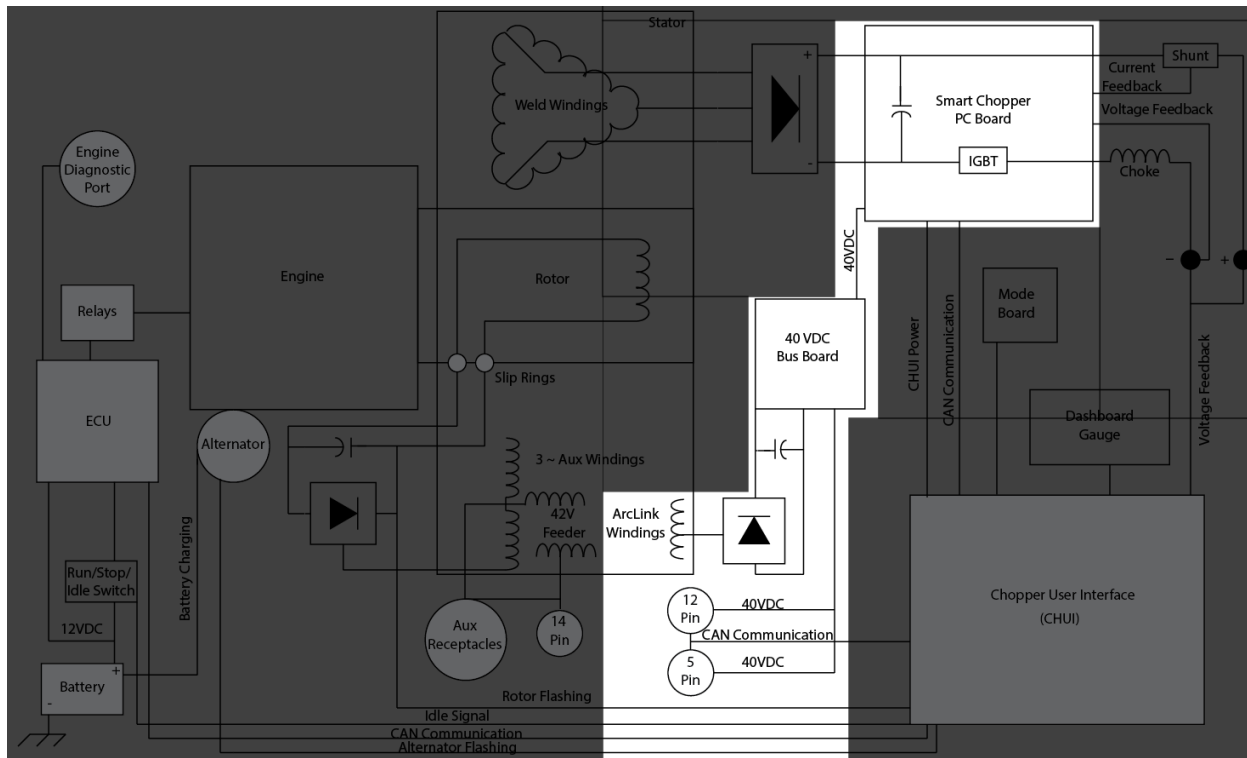 Stator
Weld Windings
+
-
Smart Chopper
PC Board
IGBT
Shunt
Current
Feedback
Voltage Feedback
Choke
-
+
Engine
Diagnostic
Port
Engine
Relays
ECU
Alternator
Rotor
Slip Rings
40VDC
40 VDC
Bus Board
CHUI Power
CAN Communication
Mode
Board
Dashboard
Gauge
Voltage Feedback
3 ~ Aux Windings
42V
Feeder
ArcLink
Windings
Battery Charging
Run/Stop/
Idle Switch
12VDC
Battery
+
-
Aux
Receptacles
14
Pin
12
Pin
40VDC
CAN Communication
5
Pin
40VDC
Chopper User Interface
(CHUI)
Rotor Flashing
Idle Signal
CAN Communication
Alternator Flashing